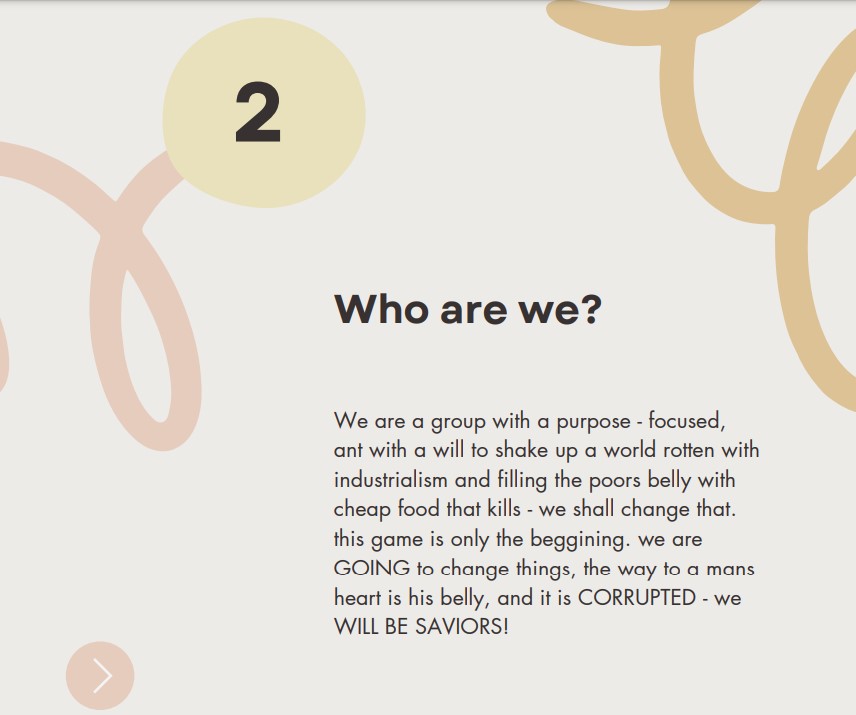 2
Who are we?
We are a group with a purpose - focused,
ant with a will to shake up a world rotten with
industrialism and filling the poors belly with
cheap food that kills - we shall change that.
this game is only the beggining. we are
GOING to change things, the way to a mans
heart is his belly, and it is CORRUPTED - we
WILL BE SAVIORS!